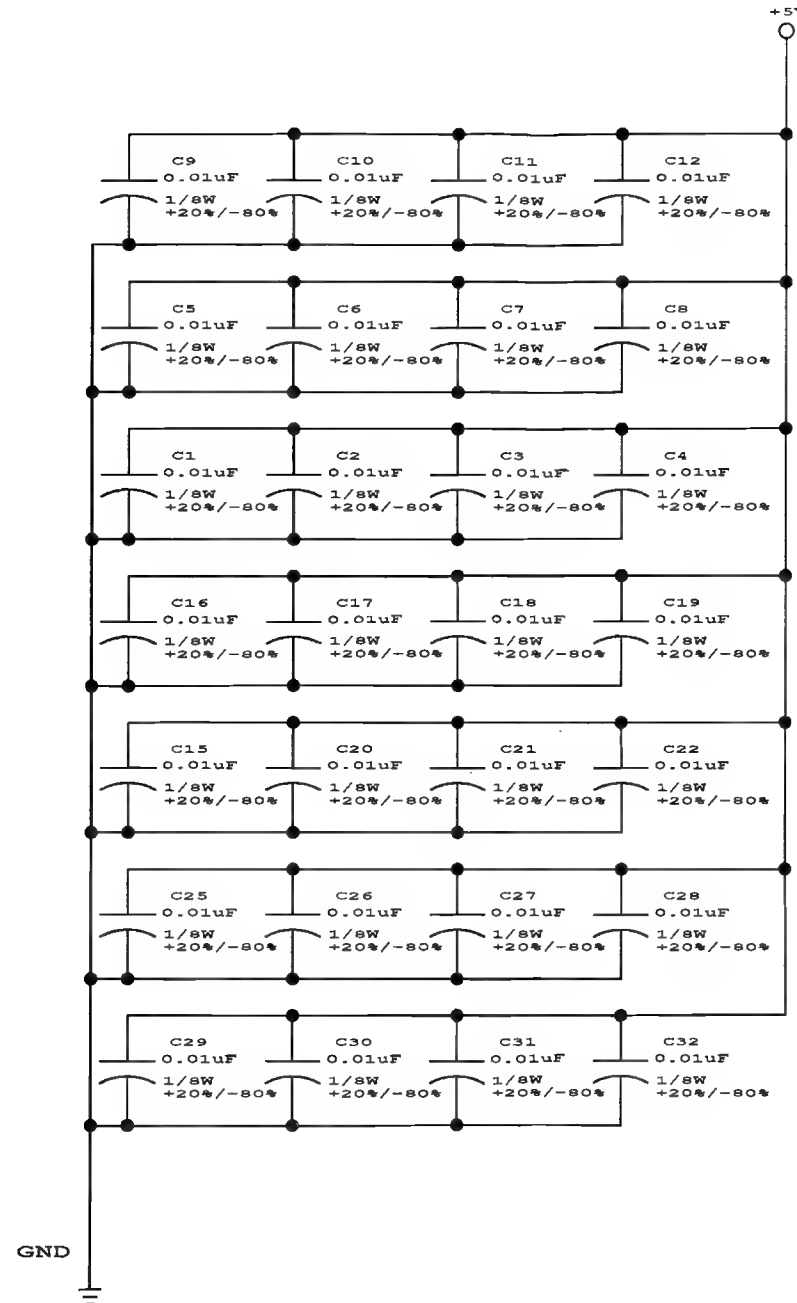 +5V
C9 C10 C11 C12
0.01uF 0.01uF 0.01uF 0.01uF
1/8W 1/8W 1/8W 1/8W
+20%/-80% +20%/-80% +20%/-80% +20%/-80%
C5 C6 C7 C8
0.01uF 0.01uF 0.01uF 0.01uF
1/8W 1/8W 1/8W 1/8W
+20%/-80% +20%/-80% +20%/-80% +20%/-80%
C1 C2 C3 C4
0.01uF 0.01uF 0.01uF 0.01uF
1/8W 1/8W 1/8W 1/8W
+20%/-80% +20%/-80% +20%/-80% +20%/-80%
C16 C17 C18 C19
0.01uF 0.01uF 0.01uF 0.01uF
1/8W 1/8W 1/8W 1/8W
+20%/-80% +20%/-80% +20%/-80% +20%/-80%
C15 C20 C21 C22
0.01uF 0.01uF 0.01uF 0.01uF
1/8W 1/8W 1/8W 1/8W
+20%/-80% +20%/-80% +20%/-80% +20%/-80%
C25 C26 C27 C28
0.01uF 0.01uF 0.01uF 0.01uF
1/8W 1/8W 1/8W 1/8W
+20%/-80% +20%/-80% +20%/-80% +20%/-80%
C29 C30 C31 C32
0.01uF 0.01uF 0.01uF 0.01uF
1/8W 1/8W 1/8W 1/8W
+20%/-80% +20%/-80% +20%/-80% +20%/-80%
GND